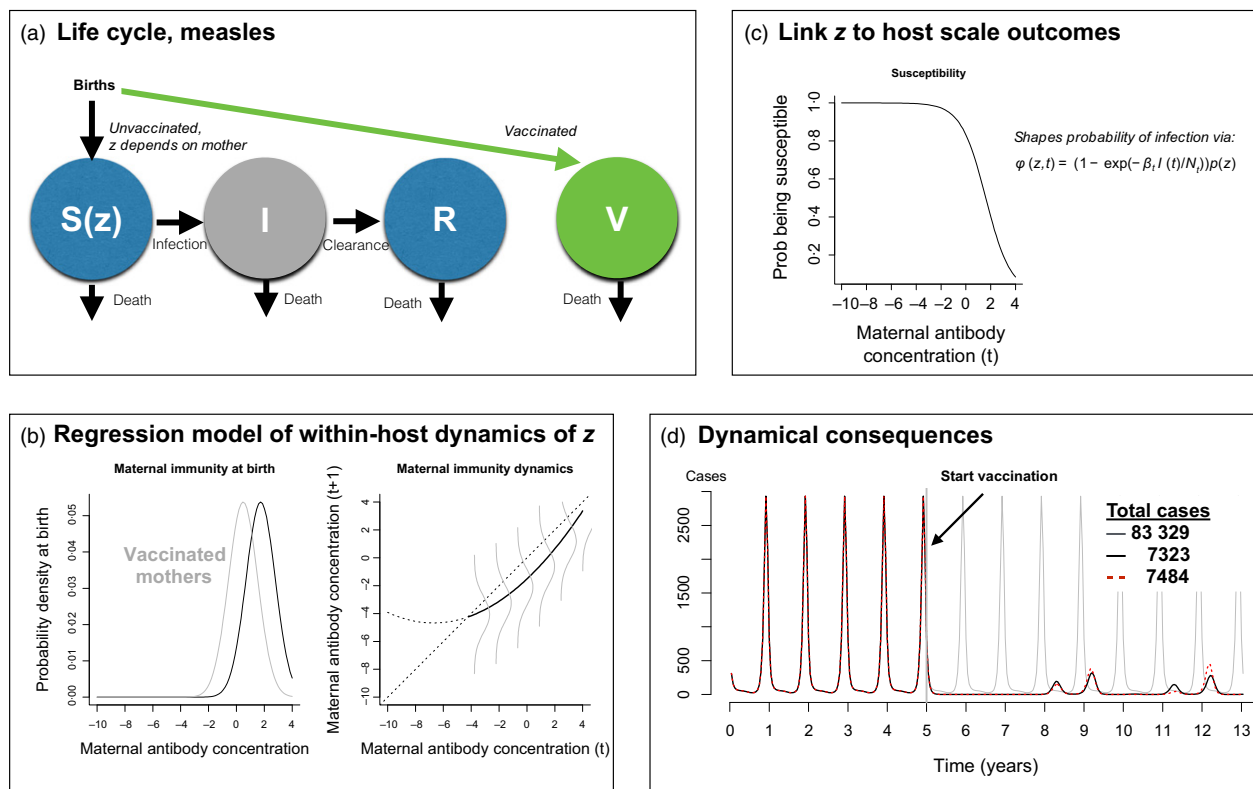 (a) Life cycle, measles
Births
Unvaccinated,
z depends on mother
Vaccinated
S(z)
I
R
V
Infection
Clearance
Death
Death
Death
Death
(c) Link z to host scale outcomes
Susceptibility
Prob being susceptible
1·0
0·8
0·6
0·4
0·2
−10 −8 −6 −4 −2 0 2 4
Maternal antibody
concentration (t)
Shapes probability of infection via:
φ (z,t) = (1 − exp(− βt I (t)/Nt))p(z)
(b) Regression model of within-host dynamics of z
Maternal immunity at birth
Probability density at birth
0·05
0·04
0·03
0·02
0·01
0·00
Vaccinated
mothers
−10 −8 −6 −4 −2 0 2 4
Maternal antibody concentration
Maternal immunity dynamics
Maternal antibody concentration (t+1)
4
2
0
−2
−4
−6
−8
−10
−10 −8 −6 −4 −2 0 2 4
Maternal antibody concentration (t)
(d) Dynamical consequences
Cases
Start vaccination
2500
1500
500
0
Total cases
83 329
7323
7484
0 1 2 3 4 5 6 7 8 9 10 11 12 13
Time (years)